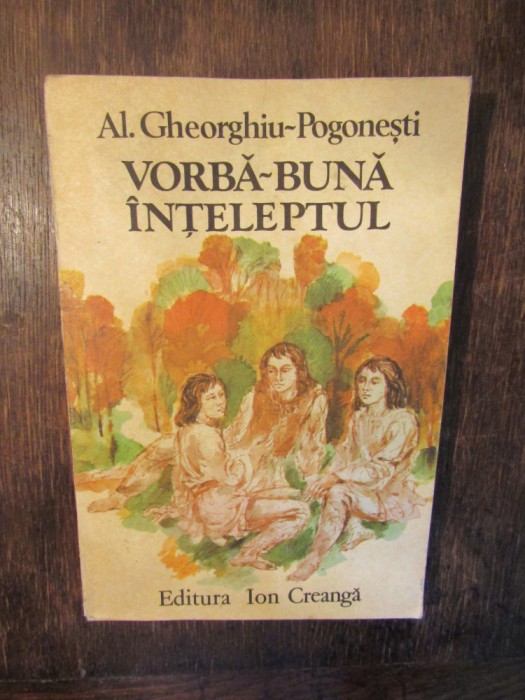 Al. Gheorghiu~Pogonești
VORBĂ~BUNĂ
ÎNȚELEPTUL
Editura Ion Creangă